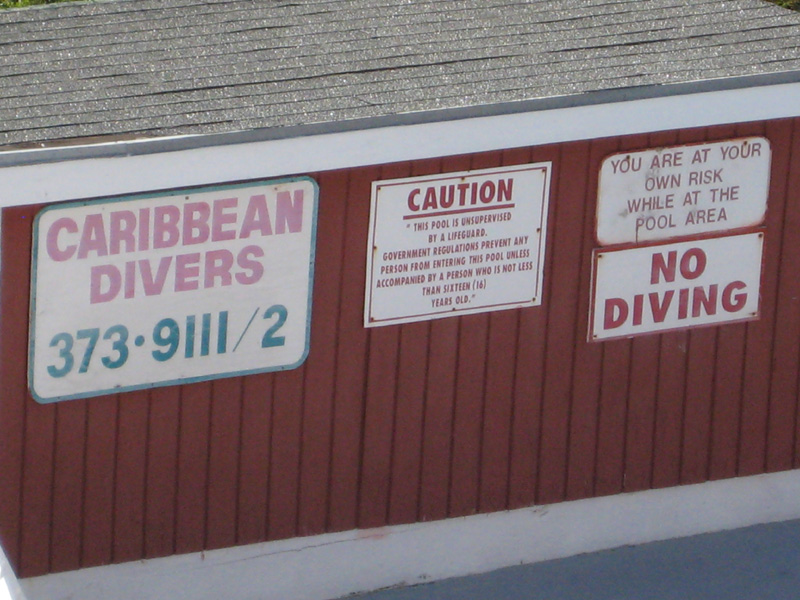 CARIBBEAN
DIVERS
373·9111/2
CAUTION
"THIS POOL IS UNSUPERVISED
BY A LIFEGUARD.
GOVERNMENT REGULATIONS PREVENT ANY
PERSON FROM ENTERING THIS POOL UNLESS
ACCOMPANIED BY A PERSON WHO IS NOT LESS
THAN SIXTEEN (16)
YEARS OLD."
YOU ARE AT YOUR
OWN RISK
WHILE AT THE
POOL AREA
NO
DIVING